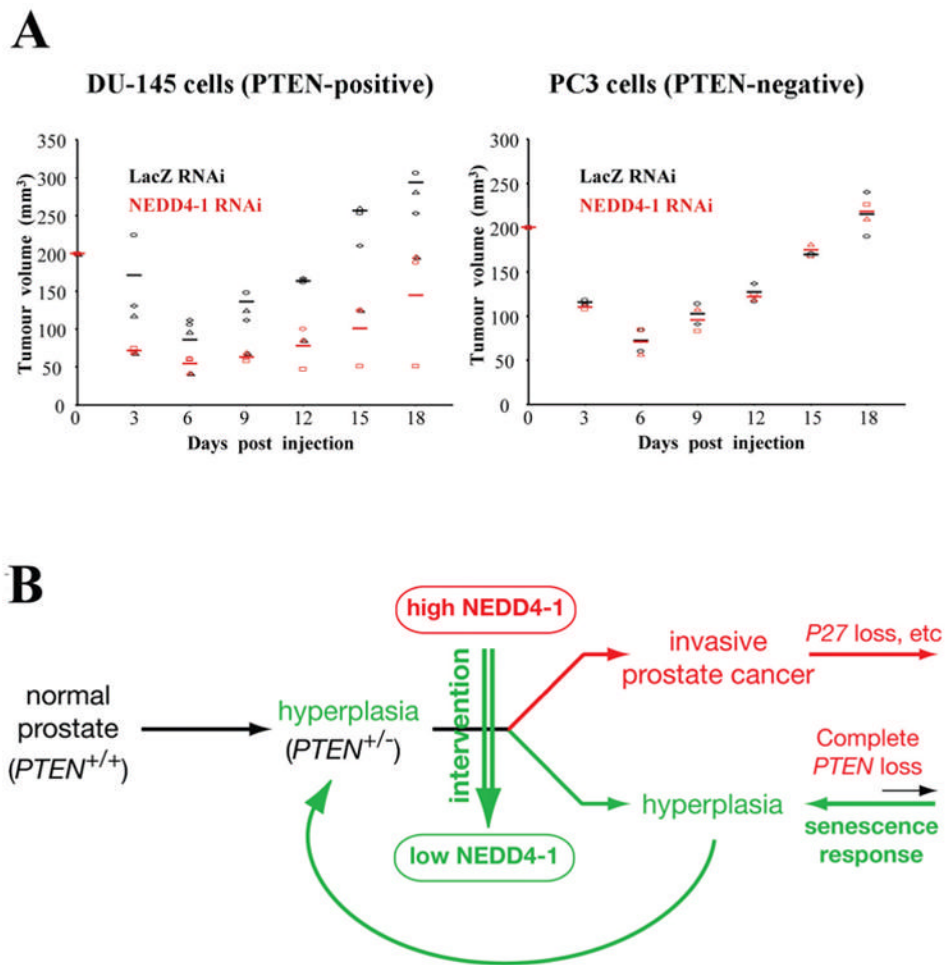 A
DU-145 cells (PTEN-positive)
PC3 cells (PTEN-negative)
Tumour volume (mm³)
350
300
250
200
150
100
50
0
LacZ RNAi
NEDD4-1 RNAi
0 3 6 9 12 15 18
Days post injection
Tumour volume (mm³)
300
250
200
150
100
50
0
LacZ RNAi
NEDD4-1 RNAi
0 3 6 9 12 15 18
Days post injection
B
high NEDD4-1
normal
prostate
(PTEN+/+)
hyperplasia
(PTEN+/-)
intervention
low NEDD4-1
invasive
prostate cancer
P27 loss, etc
hyperplasia
Complete
PTEN loss
senescence
response